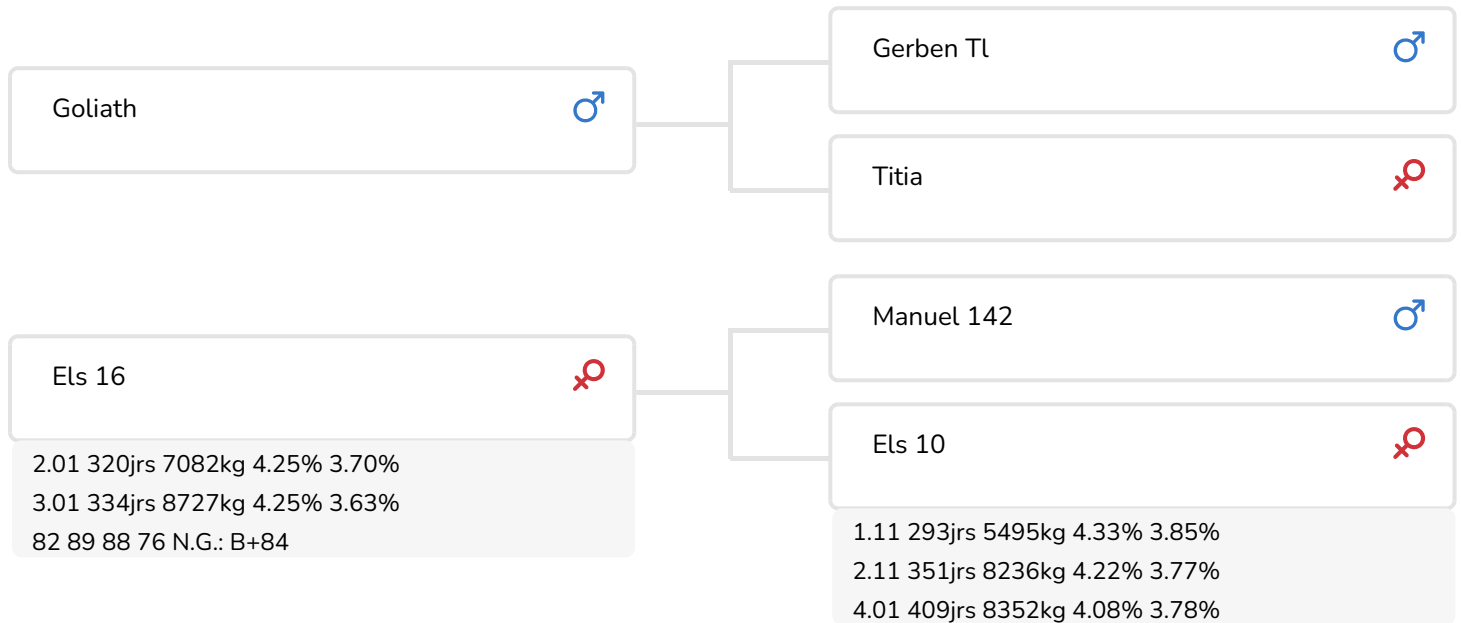 Goliath
Gerben Tl
Titia
Els 16
2.01 320jrs 7082kg 4.25% 3.70%
3.01 334jrs 8727kg 4.25% 3.63%
82 89 88 76 N.G.: B+84
Manuel 142
Els 10
1.11 293jrs 5495kg 4.33% 3.85%
2.11 351jrs 8236kg 4.22% 3.77%
4.01 409jrs 8352kg 4.08% 3.78%